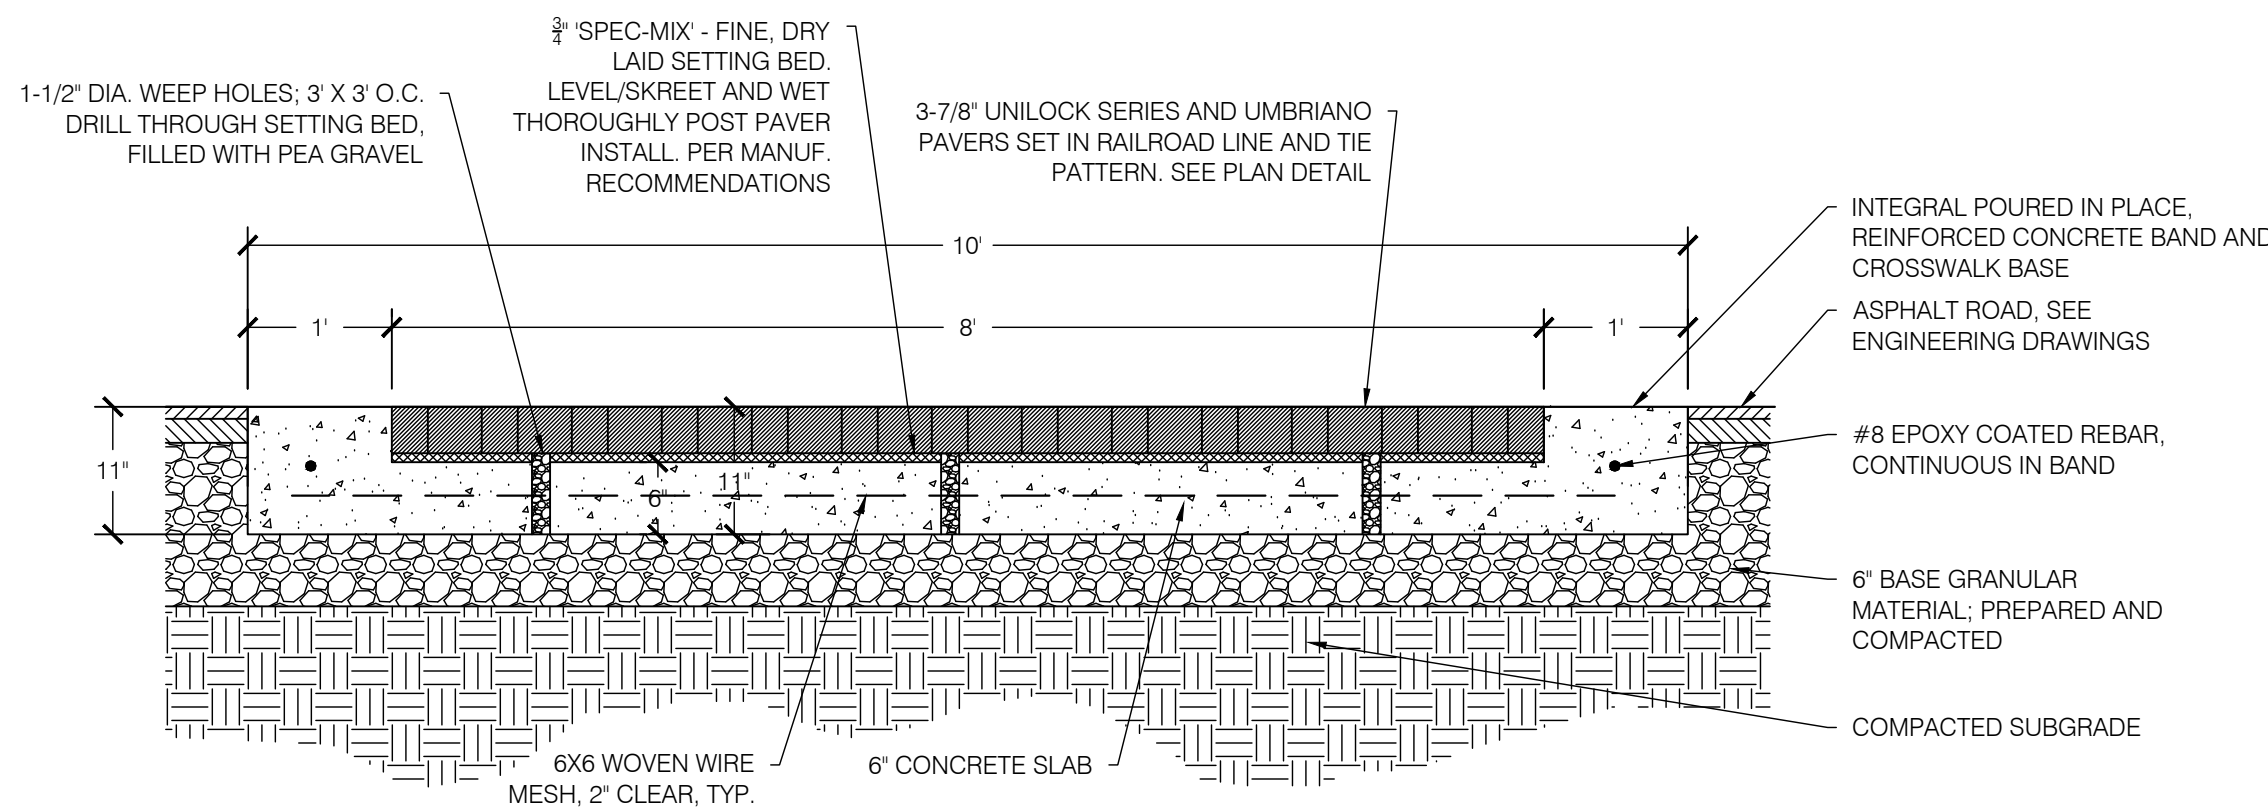 3/4" 'SPEC-MIX' - FINE, DRY
LAID SETTING BED.
LEVEL/SKREET AND WET
THOROUGHLY POST PAVER
INSTALL. PER MANUF.
RECOMMENDATIONS
1-1/2" DIA. WEEP HOLES; 3' X 3' O.C.
DRILL THROUGH SETTING BED,
FILLED WITH PEA GRAVEL
3-7/8" UNILOCK SERIES AND UMBRIANO
PAVERS SET IN RAILROAD LINE AND TIE
PATTERN. SEE PLAN DETAIL
INTEGRAL POURED IN PLACE,
REINFORCED CONCRETE BAND AND
CROSSWALK BASE
10'
ASPHALT ROAD, SEE
ENGINEERING DRAWINGS
1'
8'
1'
#8 EPOXY COATED REBAR,
CONTINUOUS IN BAND
11"
11"
6"
6" BASE GRANULAR
MATERIAL; PREPARED AND
COMPACTED
COMPACTED SUBGRADE
6X6 WOVEN WIRE
MESH, 2" CLEAR, TYP.
6" CONCRETE SLAB